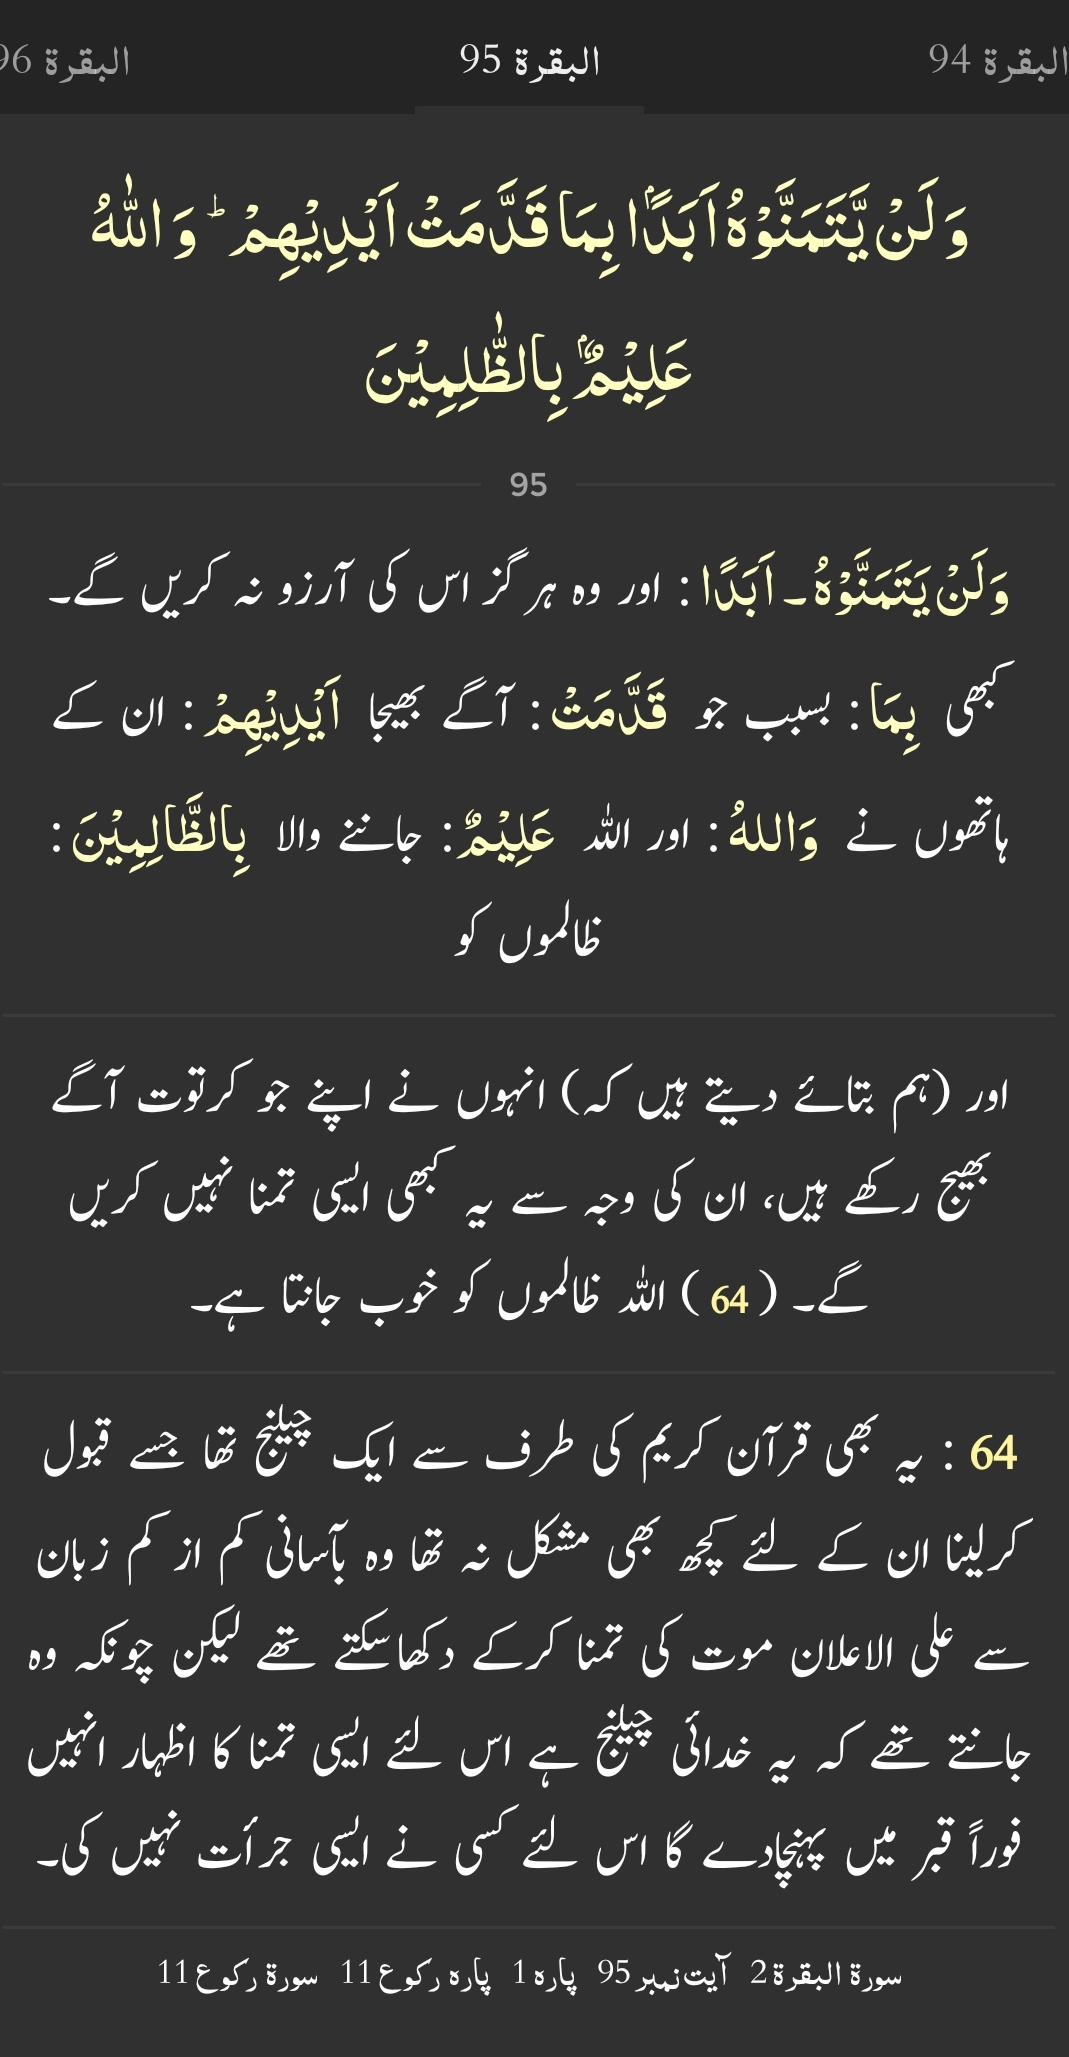 البقرة 94 البقرة 95 البقرة 96
وَلَنْ يَّتَمَنَّوْهُ اَبَدًۢا بِمَا قَدَّمَتْ اَيْدِيْهِمْ ؕ وَاللّٰهُ
عَلِيْمٌۢ بِالظّٰلِمِيْنَ
95
وَلَنْ يَتَمَنَّوْهُ ۔ اَبَدًا : اور وہ ہرگز اس کی آرزو نہ کریں گے۔
کبھی بِمَا : بسبب جو قَدَّمَتْ : آگے بھیجا اَيْدِيْهِمْ : ان کے
ہاتھوں نے وَاللہُ : اور اللہ عَلِيْمٌ : جاننے والا بِالظَّالِمِيْنَ :
ظالموں کو
اور (ہم بتائے دیتے ہیں کہ) انہوں نے اپنے جو کرتوت آگے
بھیج رکھے ہیں، ان کی وجہ سے یہ کبھی ایسی تمنا نہیں کریں
گے۔ (64) اللہ ظالموں کو خوب جانتا ہے۔
64 : یہ بھی قرآن کریم کی طرف سے ایک چیلنج تھا جسے قبول
کرلینا ان کے لئے کچھ بھی مشکل نہ تھا وہ بآسانی کم از کم زبان
سے علی الاعلان موت کی تمنا کرکے دکھاسکتے تھے لیکن چونکہ وہ
جانتے تھے کہ یہ خدائی چیلنج ہے اس لئے ایسی تمنا کا اظہار انہیں
فوراً قبر میں پہنچادے گا اس لئے کسی نے ایسی جرأت نہیں کی۔
سورۃ البقرۃ 2 آیت نمبر 95 پارہ 1 پارہ رکوع 11 سورۃ رکوع 11